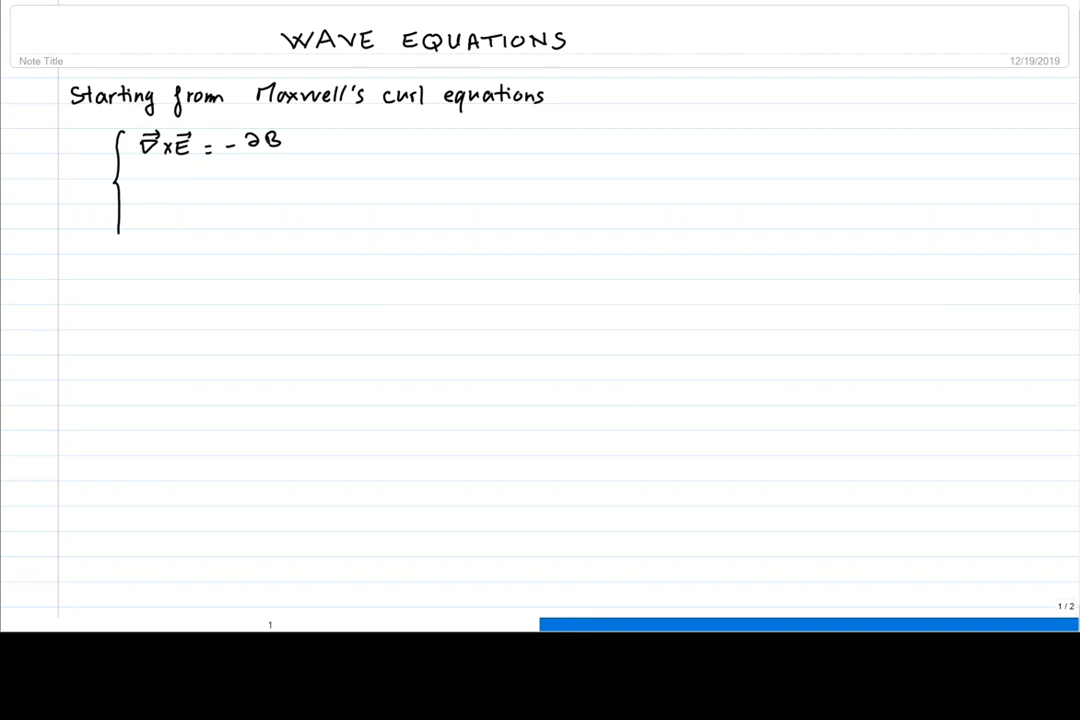 WAVE EQUATIONS
Note Title
12/19/2019
Starting from Maxwell's curl equations
{ ∇⃗ × E⃗ = - ∂B
1 / 2
1